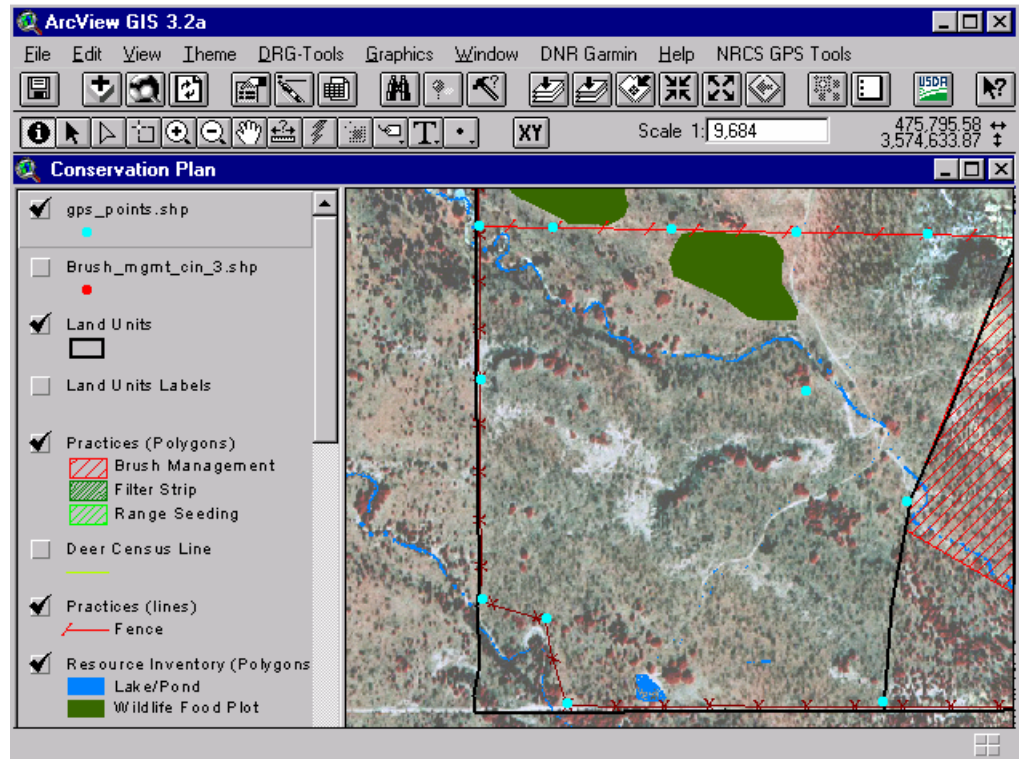 ArcView GIS 3.2a
File Edit View Theme DRG-Tools Graphics Window DNR Garmin Help NRCS GPS Tools
USDA
XY Scale 1: 9,684 475,795.58
3,574,633.87
Conservation Plan
gps_points.shp
Brush_mgmt_cin_3.shp
Land Units
Land Units Labels
Practices (Polygons)
Brush Management
Filter Strip
Range Seeding
Deer Census Line
Practices (lines)
Fence
Resource Inventory (Polygons
Lake/Pond
Wildlife Food Plot